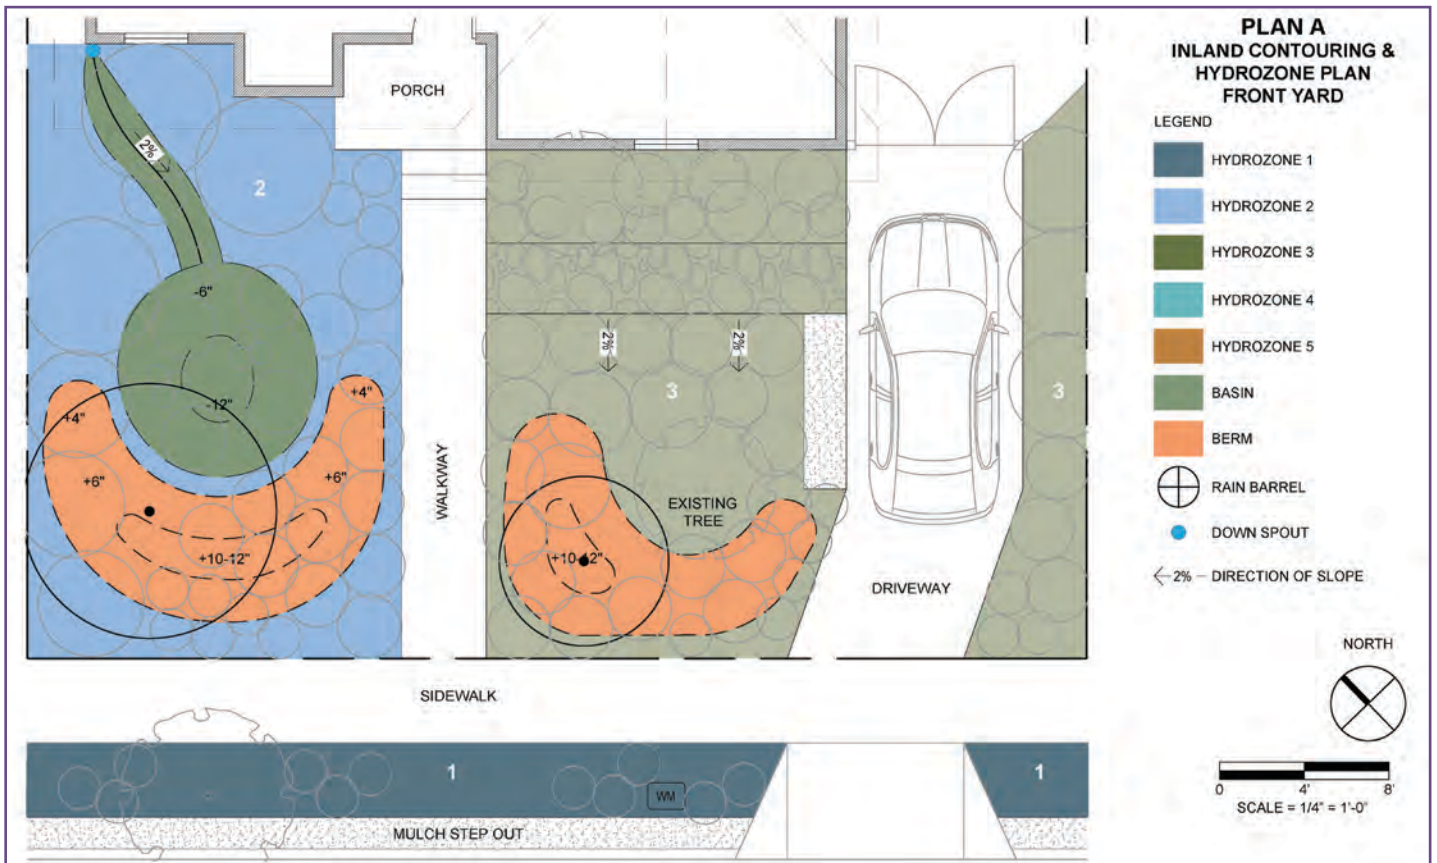 PLAN A
INLAND CONTOURING &
HYDROZONE PLAN
FRONT YARD
LEGEND
HYDROZONE 1
HYDROZONE 2
HYDROZONE 3
HYDROZONE 4
HYDROZONE 5
BASIN
BERM
RAIN BARREL
DOWN SPOUT
2% DIRECTION OF SLOPE
NORTH
0 4' 8'
SCALE = 1/4" = 1'-0"
PORCH
2%
2
-6"
-12"
+4"
+4"
+6"
+6"
+10-12"
WALKWAY
2%
2%
3
EXISTING
TREE
+10-12"
3
DRIVEWAY
SIDEWALK
1
WM
1
MULCH STEP OUT